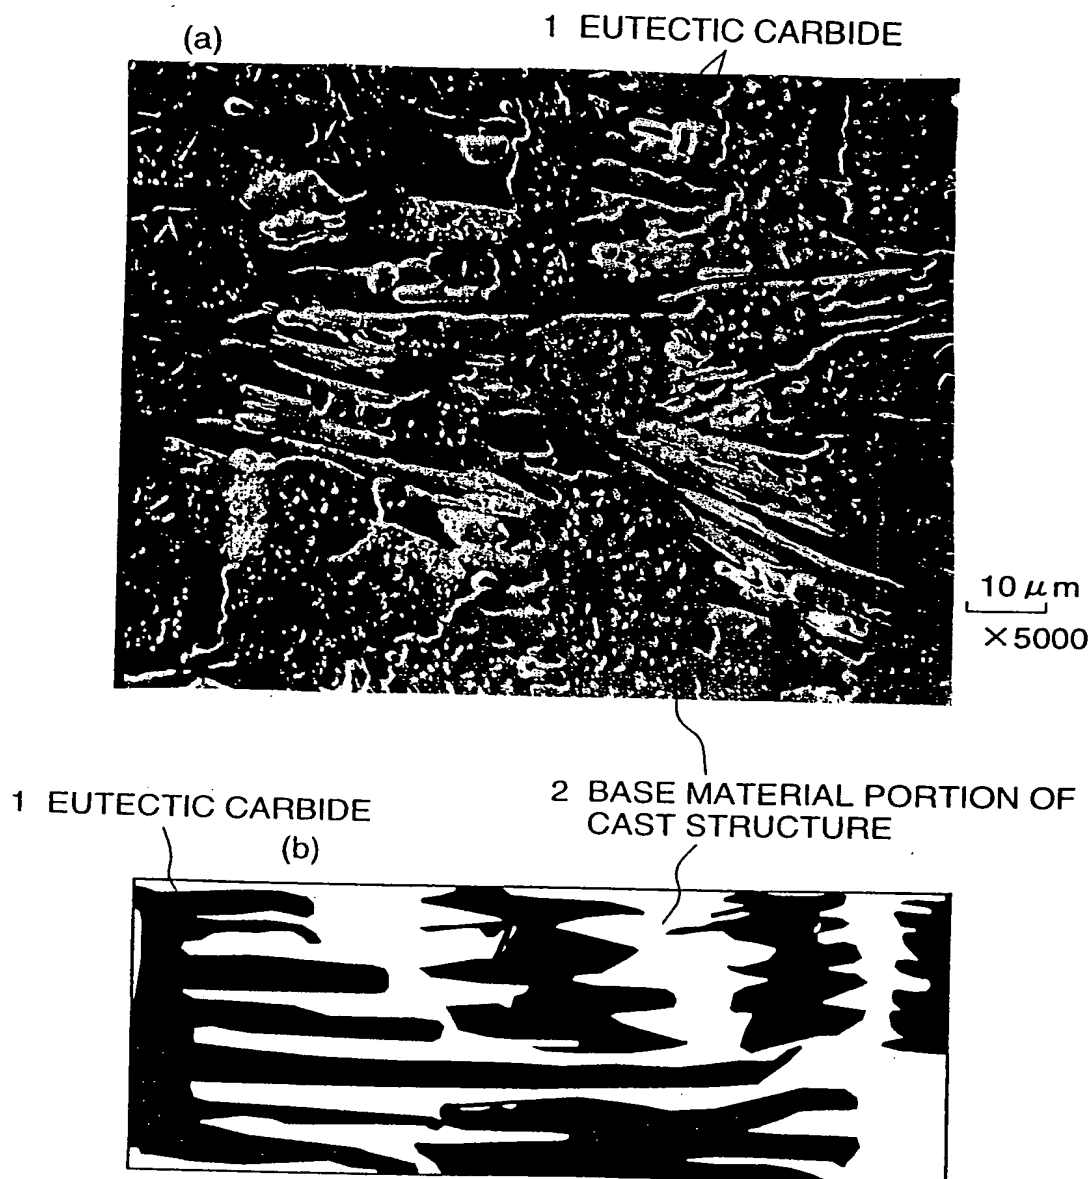 (a)
1 EUTECTIC CARBIDE
10 μm
×5000
1 EUTECTIC CARBIDE
(b)
2 BASE MATERIAL PORTION OF
CAST STRUCTURE